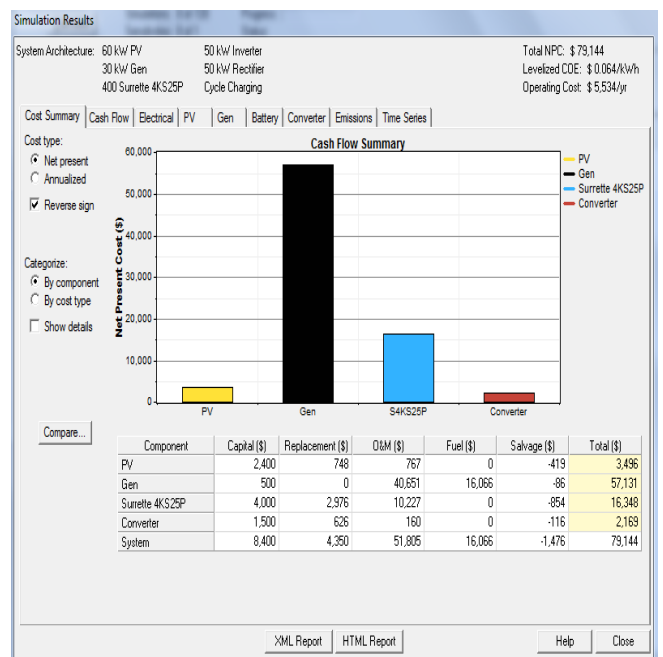 Simulation Results
System Architecture: 60 kW PV 50 kW Inverter Total NPC: $ 79,144
30 kW Gen 50 kW Rectifier Levelized COE: $ 0.064/kWh
400 Surrette 4KS25P Cycle Charging Operating Cost: $ 5,534/yr
Cost Summary Cash Flow Electrical PV Gen Battery Converter Emissions Time Series
Cost type:
Net present
Annualized
Reverse sign
Categorize:
By component
By cost type
Show details
Compare...
Cash Flow Summary
Net Present Cost ($)
60,000
50,000
40,000
30,000
20,000
10,000
0
PV Gen S4KS25P Converter
PV
Gen
Surrette 4KS25P
Converter
Component Capital ($) Replacement ($) O&M ($) Fuel ($) Salvage ($) Total ($)
PV 2,400 748 767 0 -419 3,496
Gen 500 0 40,651 16,066 -86 57,131
Surrette 4KS25P 4,000 2,976 10,227 0 -854 16,348
Converter 1,500 626 160 0 -116 2,169
System 8,400 4,350 51,805 16,066 -1,476 79,144
XML Report HTML Report Help Close